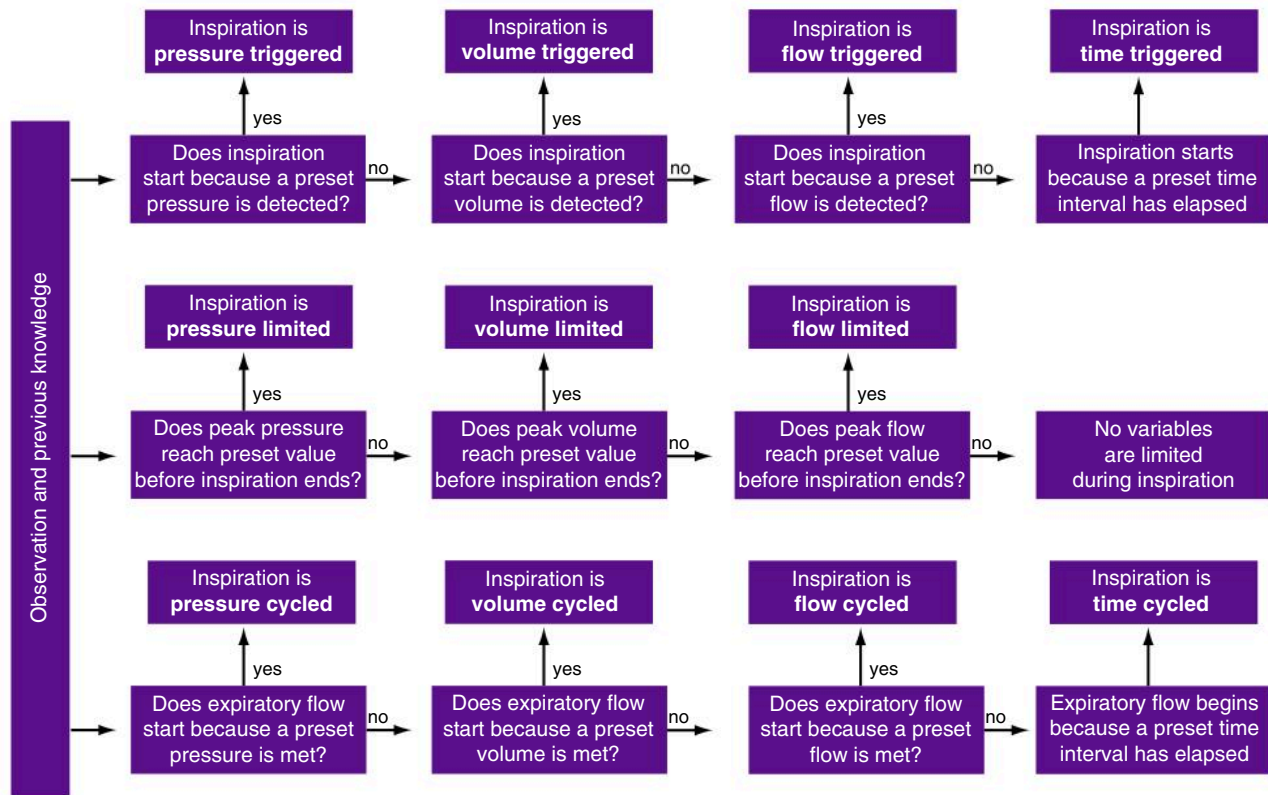 Observation and previous knowledge
Inspiration is
pressure triggered
Inspiration is
volume triggered
Inspiration is
flow triggered
Inspiration is
time triggered
yes
yes
yes
Does inspiration
start because a preset
pressure is detected?
no
Does inspiration
start because a preset
volume is detected?
no
Does inspiration
start because a preset
flow is detected?
no
Inspiration starts
because a preset time
interval has elapsed
Inspiration is
pressure limited
Inspiration is
volume limited
Inspiration is
flow limited
yes
yes
yes
Does peak pressure
reach preset value
before inspiration ends?
no
Does peak volume
reach preset value
before inspiration ends?
no
Does peak flow
reach preset value
before inspiration ends?
no
No variables
are limited
during inspiration
Inspiration is
pressure cycled
Inspiration is
volume cycled
Inspiration is
flow cycled
Inspiration is
time cycled
yes
yes
yes
Does expiratory flow
start because a preset
pressure is met?
no
Does expiratory flow
start because a preset
volume is met?
no
Does expiratory flow
start because a preset
flow is met?
no
Expiratory flow begins
because a preset time
interval has elapsed